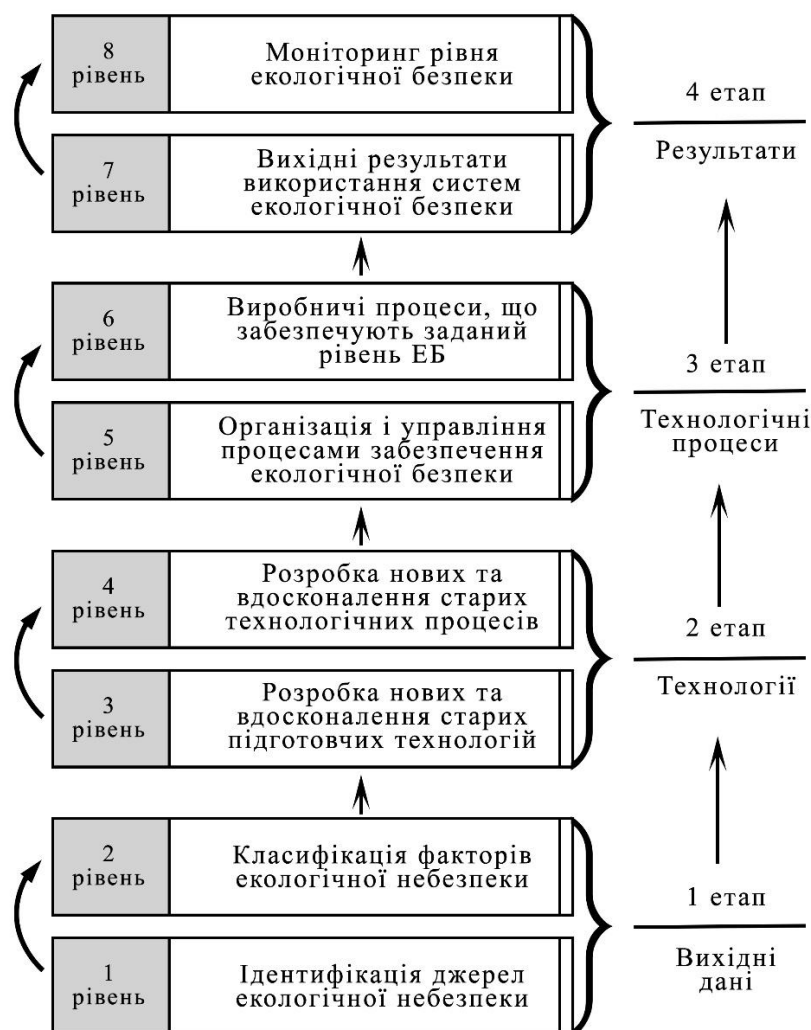 8
рівень
Моніторинг рівня
екологічної безпеки
7
рівень
Вихідні результати
використання систем
екологічної безпеки
4 етап
Результати
6
рівень
Виробничі процеси, що
забезпечують заданий
рівень ЕБ
5
рівень
Організація і управління
процесами забезпечення
екологічної безпеки
3 етап
Технологічні
процеси
4
рівень
Розробка нових та
вдосконалення старих
технологічних процесів
3
рівень
Розробка нових та
вдосконалення старих
підготовчих технологій
2 етап
Технології
2
рівень
Класифікація факторів
екологічної небезпеки
1
рівень
Ідентифікація джерел
екологічної небезпеки
1 етап
Вихідні
дані